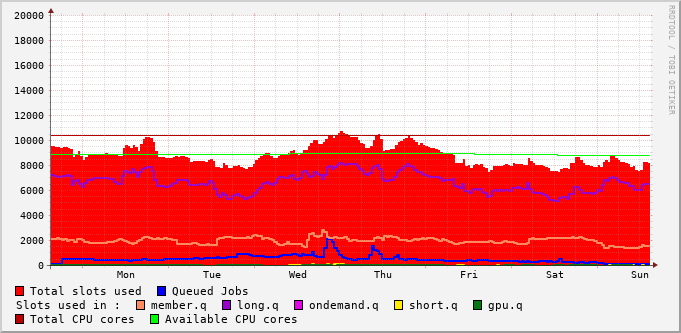 RRDTOOL / TOBI OETIKER
20000
18000
16000
14000
12000
10000
8000
6000
4000
2000
0
Mon Tue Wed Thu Fri Sat Sun
Total slots used Queued Jobs
Slots used in : member.q long.q ondemand.q short.q gpu.q
Total CPU cores Available CPU cores